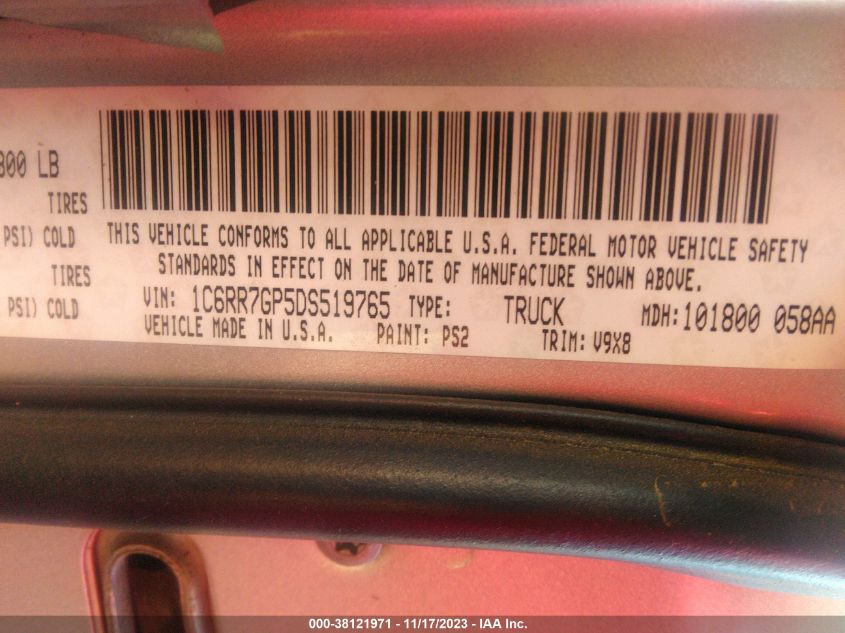 800 LB
TIRES
PSI) COLD
TIRES
PSI) COLD
THIS VEHICLE CONFORMS TO ALL APPLICABLE U.S.A. FEDERAL MOTOR VEHICLE SAFETY
STANDARDS IN EFFECT ON THE DATE OF MANUFACTURE SHOWN ABOVE.
VIN: 1C6RR7GP5DS519765 TYPE: TRUCK MDH: 101800 058AA
VEHICLE MADE IN U.S.A. PAINT: PS2 TRIM: V9X8
000-38121971 - 11/17/2023 - IAA Inc.